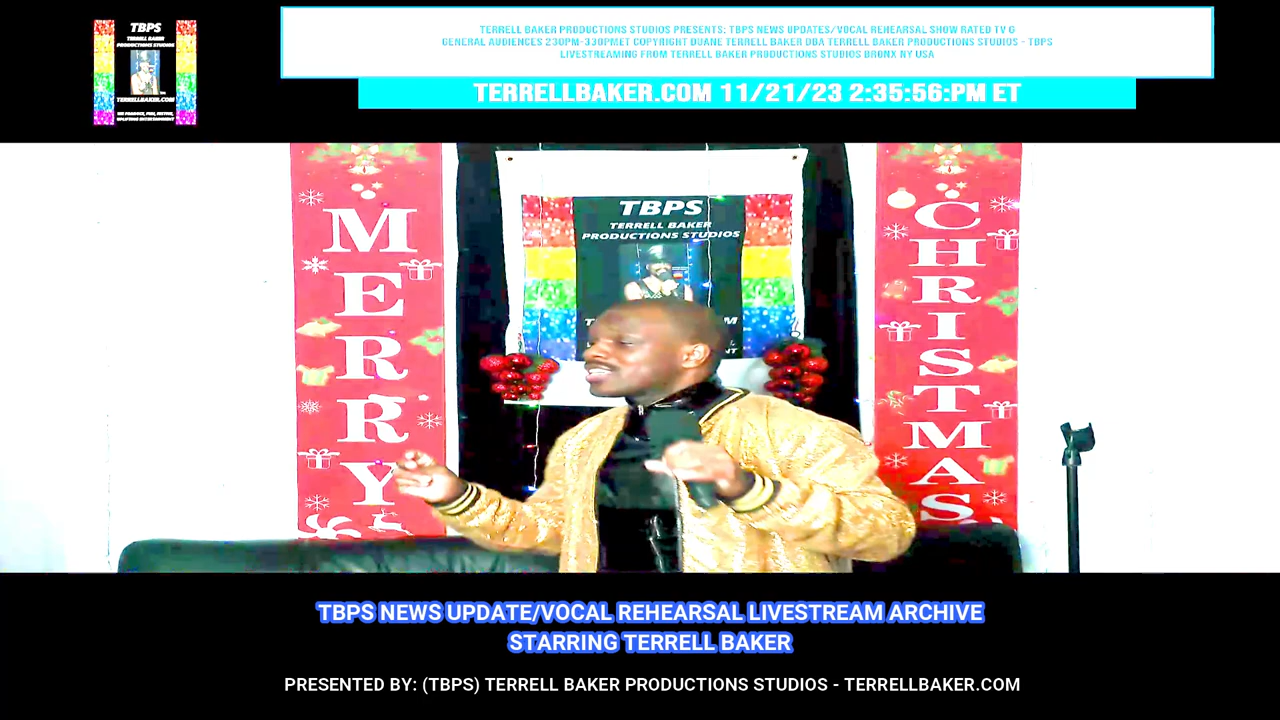 TBPS
TERRELL BAKER
PRODUCTIONS STUDIOS
TERRELLBAKER.COM
TERRELL BAKER PRODUCTIONS STUDIOS PRESENTS: TBPS NEWS UPDATES/VOCAL REHEARSAL SHOW RATED TV G
GENERAL AUDIENCES 230PM-330PMET COPYRIGHT DUANE TERRELL BAKER DBA TERRELL BAKER PRODUCTIONS STUDIOS - TBPS
LIVESTREAMING FROM TERRELL BAKER PRODUCTIONS STUDIOS BRONX NY USA
TERRELLBAKER.COM 11/21/23 2:35:56:PM ET
MERRY
TBPS
TERRELL BAKER
PRODUCTIONS STUDIOS
CHRISTMAS
TBPS NEWS UPDATE/VOCAL REHEARSAL LIVESTREAM ARCHIVE
STARRING TERRELL BAKER
PRESENTED BY: (TBPS) TERRELL BAKER PRODUCTIONS STUDIOS - TERRELLBAKER.COM